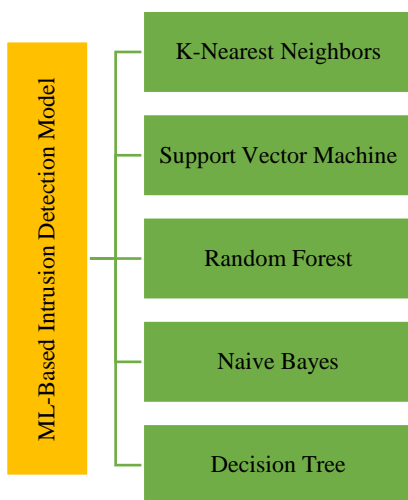 ML-Based Intrusion Detection Model
K-Nearest Neighbors
Support Vector Machine
Random Forest
Naive Bayes
Decision Tree